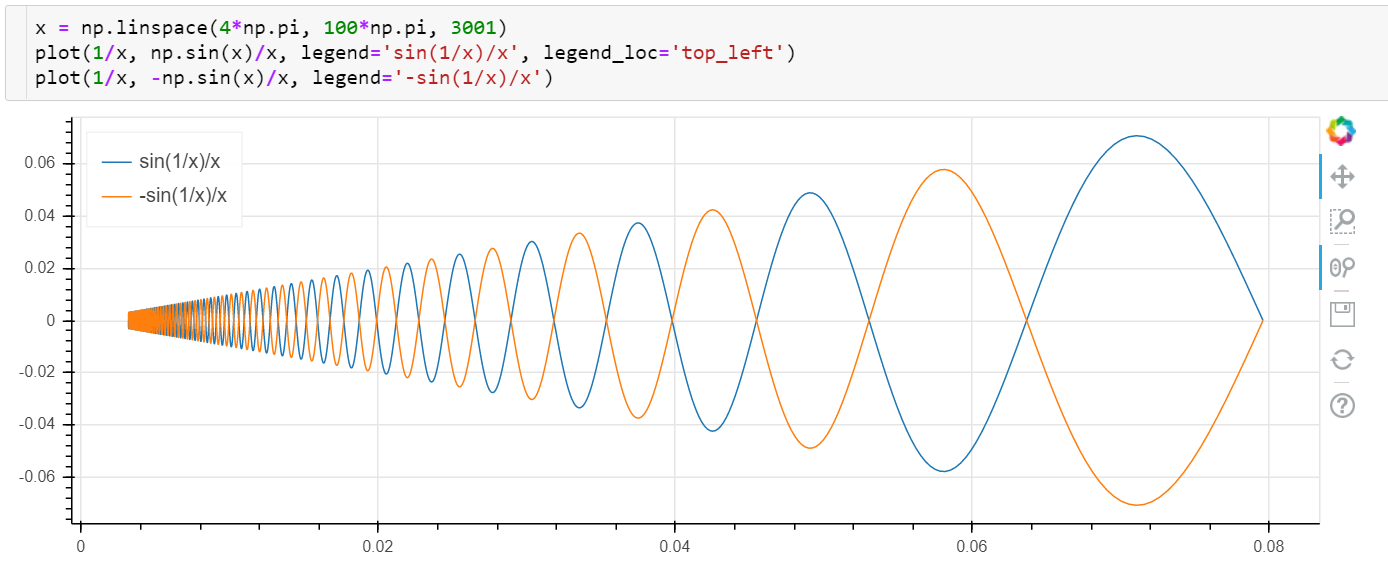 x = np.linspace(4*np.pi, 100*np.pi, 3001)
plot(1/x, np.sin(x)/x, legend='sin(1/x)/x', legend_loc='top_left')
plot(1/x, -np.sin(x)/x, legend='-sin(1/x)/x')
sin(1/x)/x
-sin(1/x)/x
0.06
0.04
0.02
0
-0.02
-0.04
-0.06
0 0.02 0.04 0.06 0.08